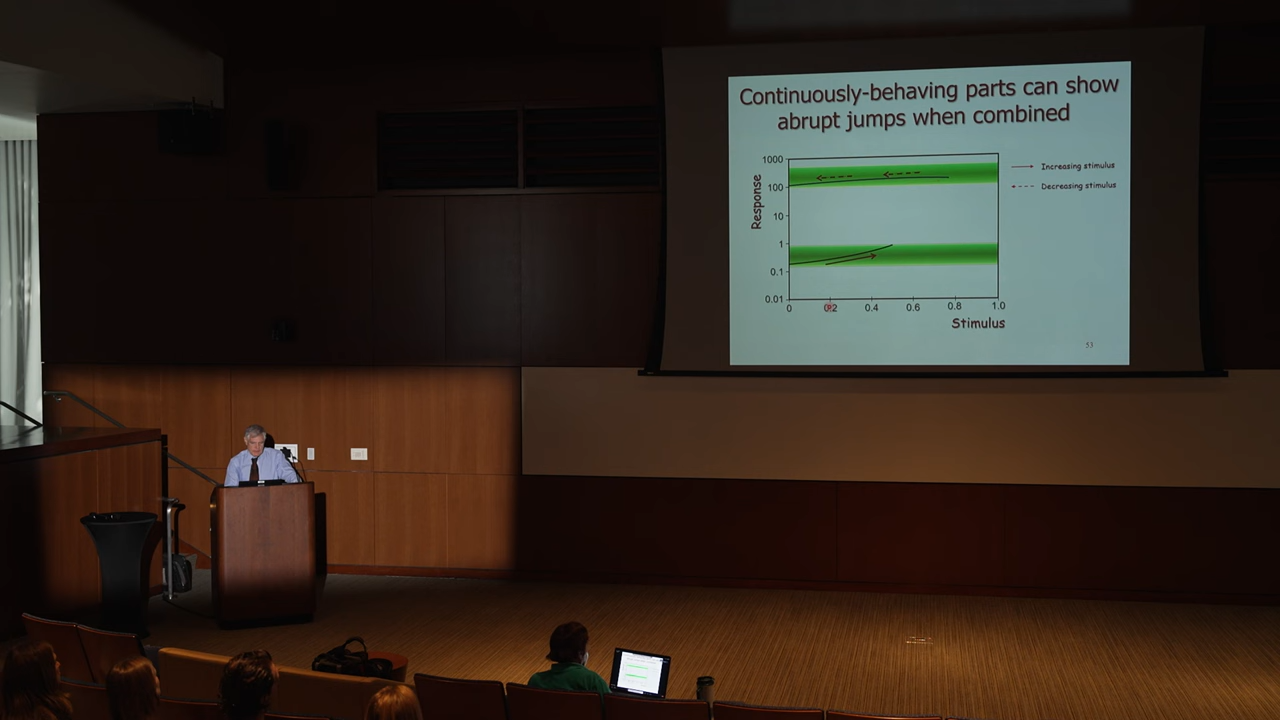 Continuously-behaving parts can show
abrupt jumps when combined
1000
100
10
1
0.1
0.01
Response
0
0.2
0.4
0.6
0.8
1.0
Stimulus
Increasing stimulus
Decreasing stimulus
53